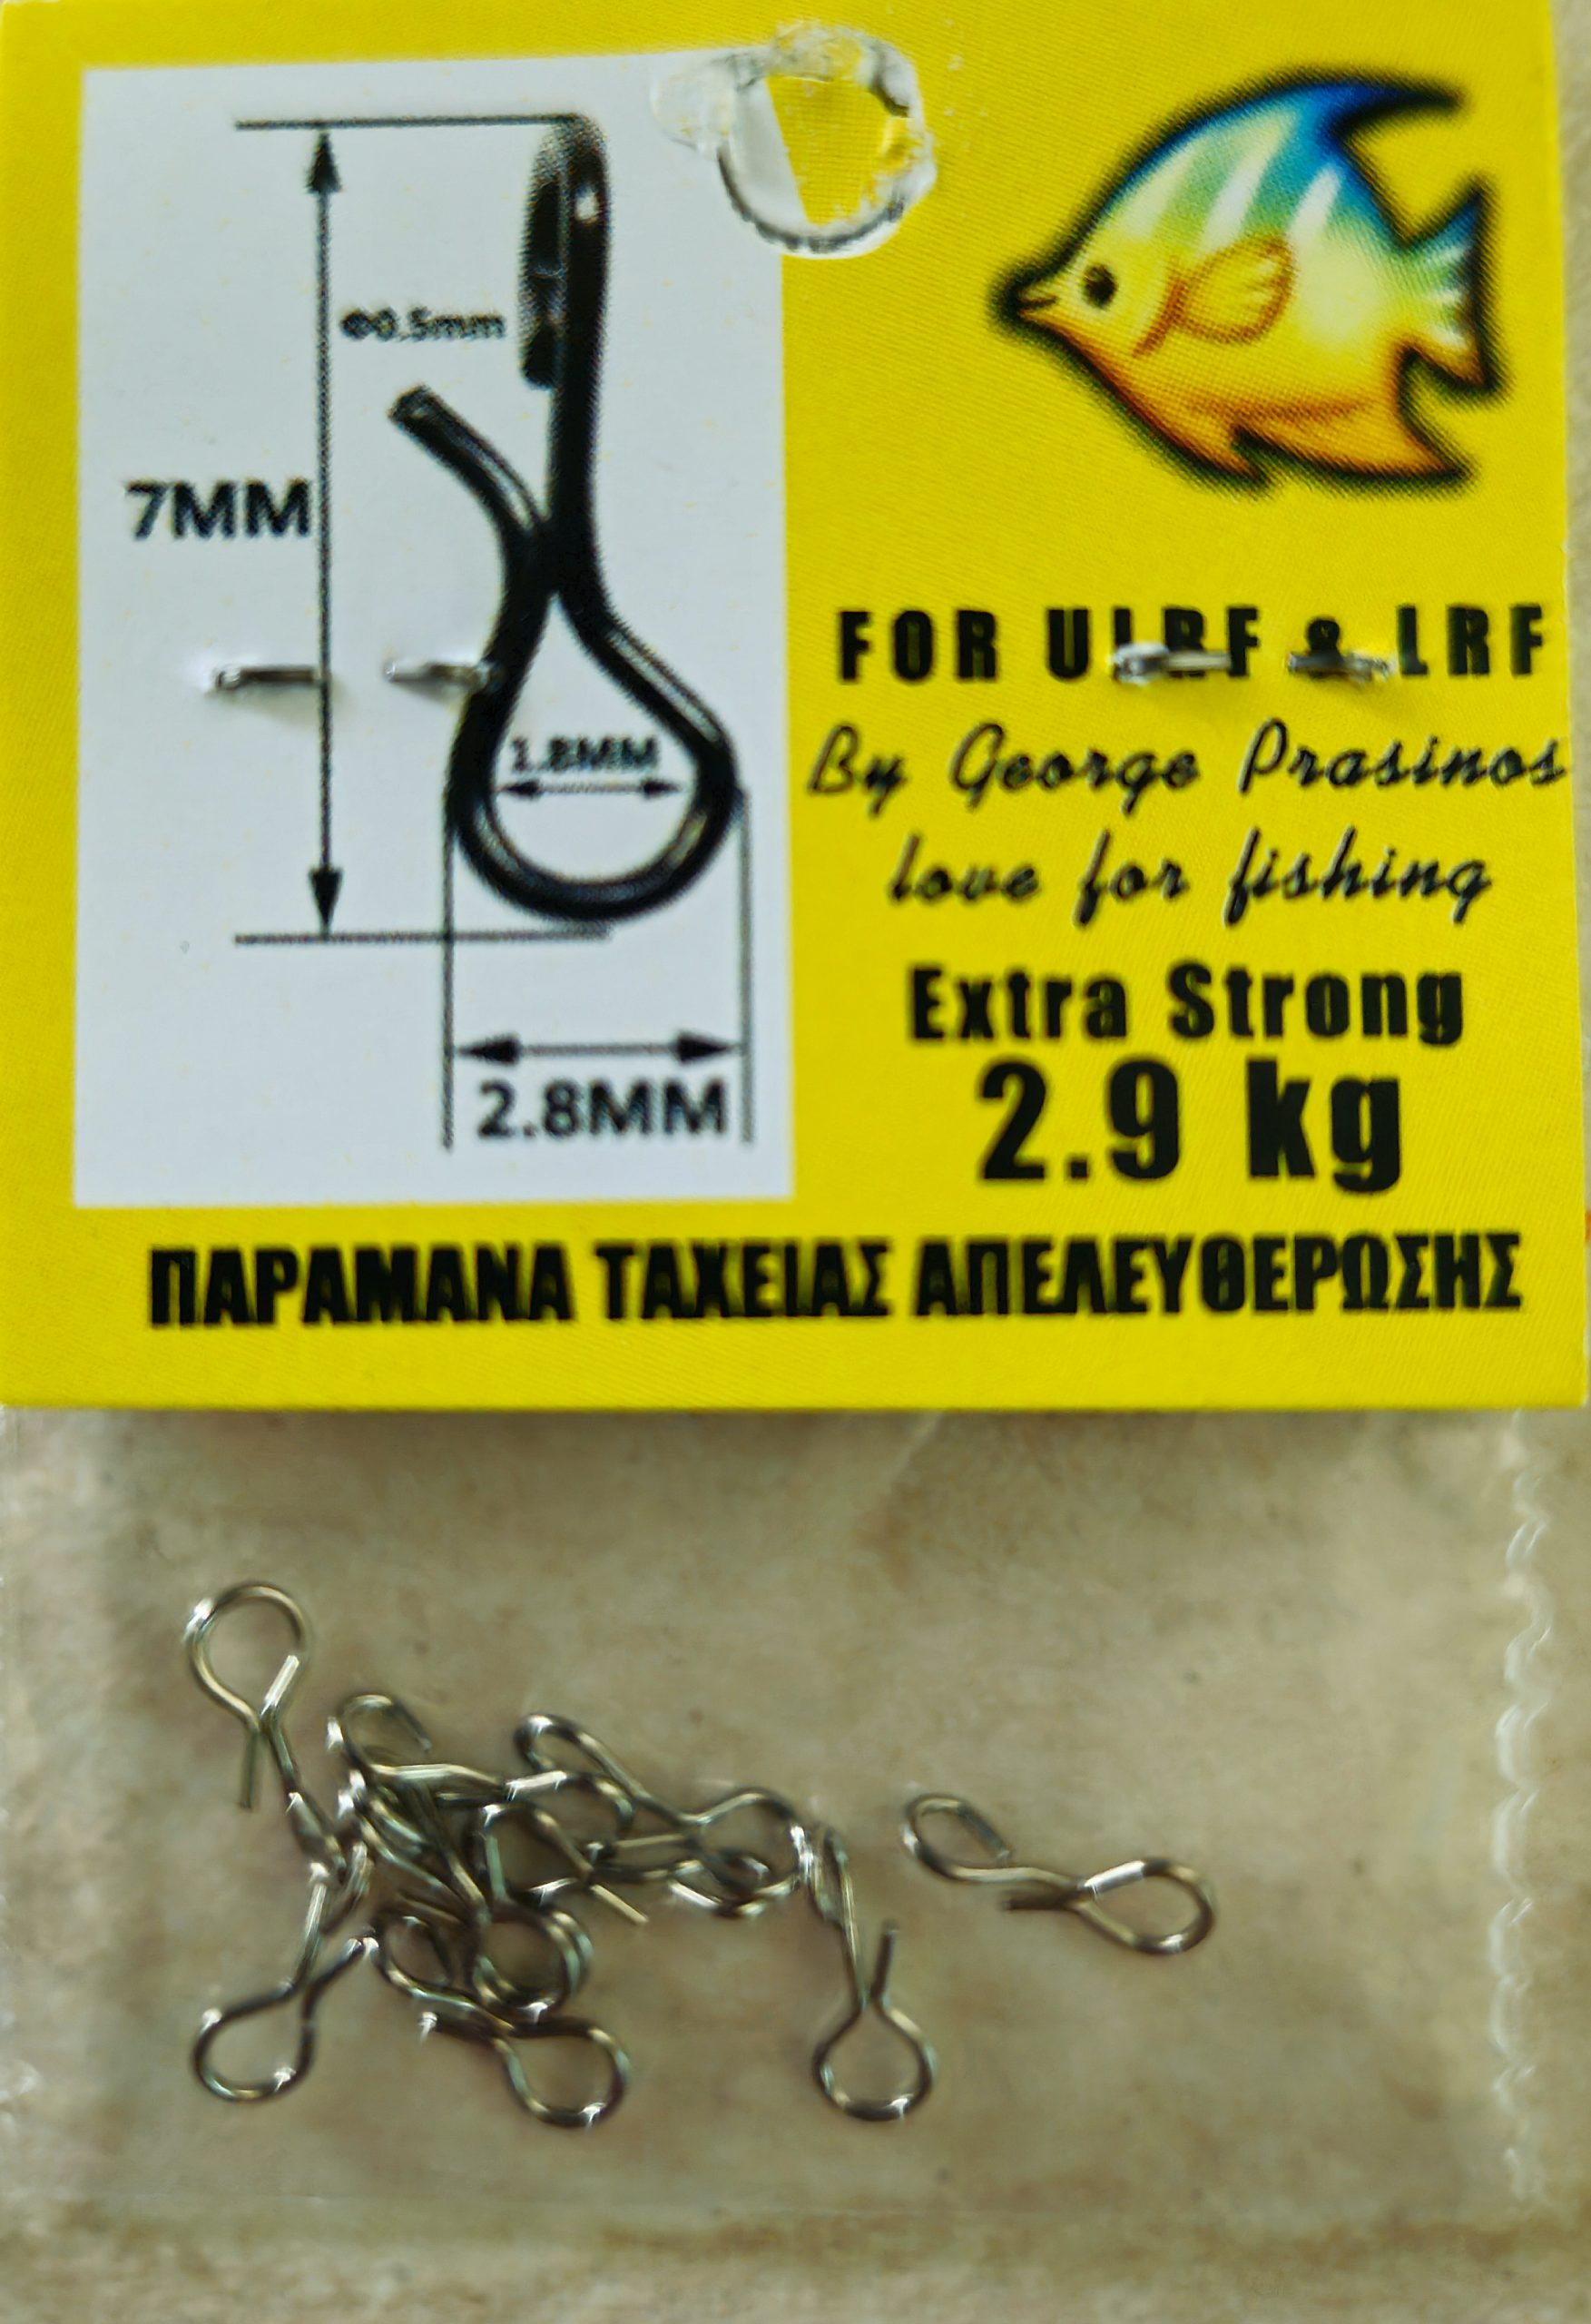 Φ0.5mm
7MM
1.8MM
2.8MM
FOR ULRF & LRF
By George Prasinos
love for fishing
Extra Strong
2.9 kg
ΠΑΡΑΜΑΝΑ ΤΑΧΕΙΑΣ ΑΠΕΛΕΥΘΕΡΩΣΗΣ